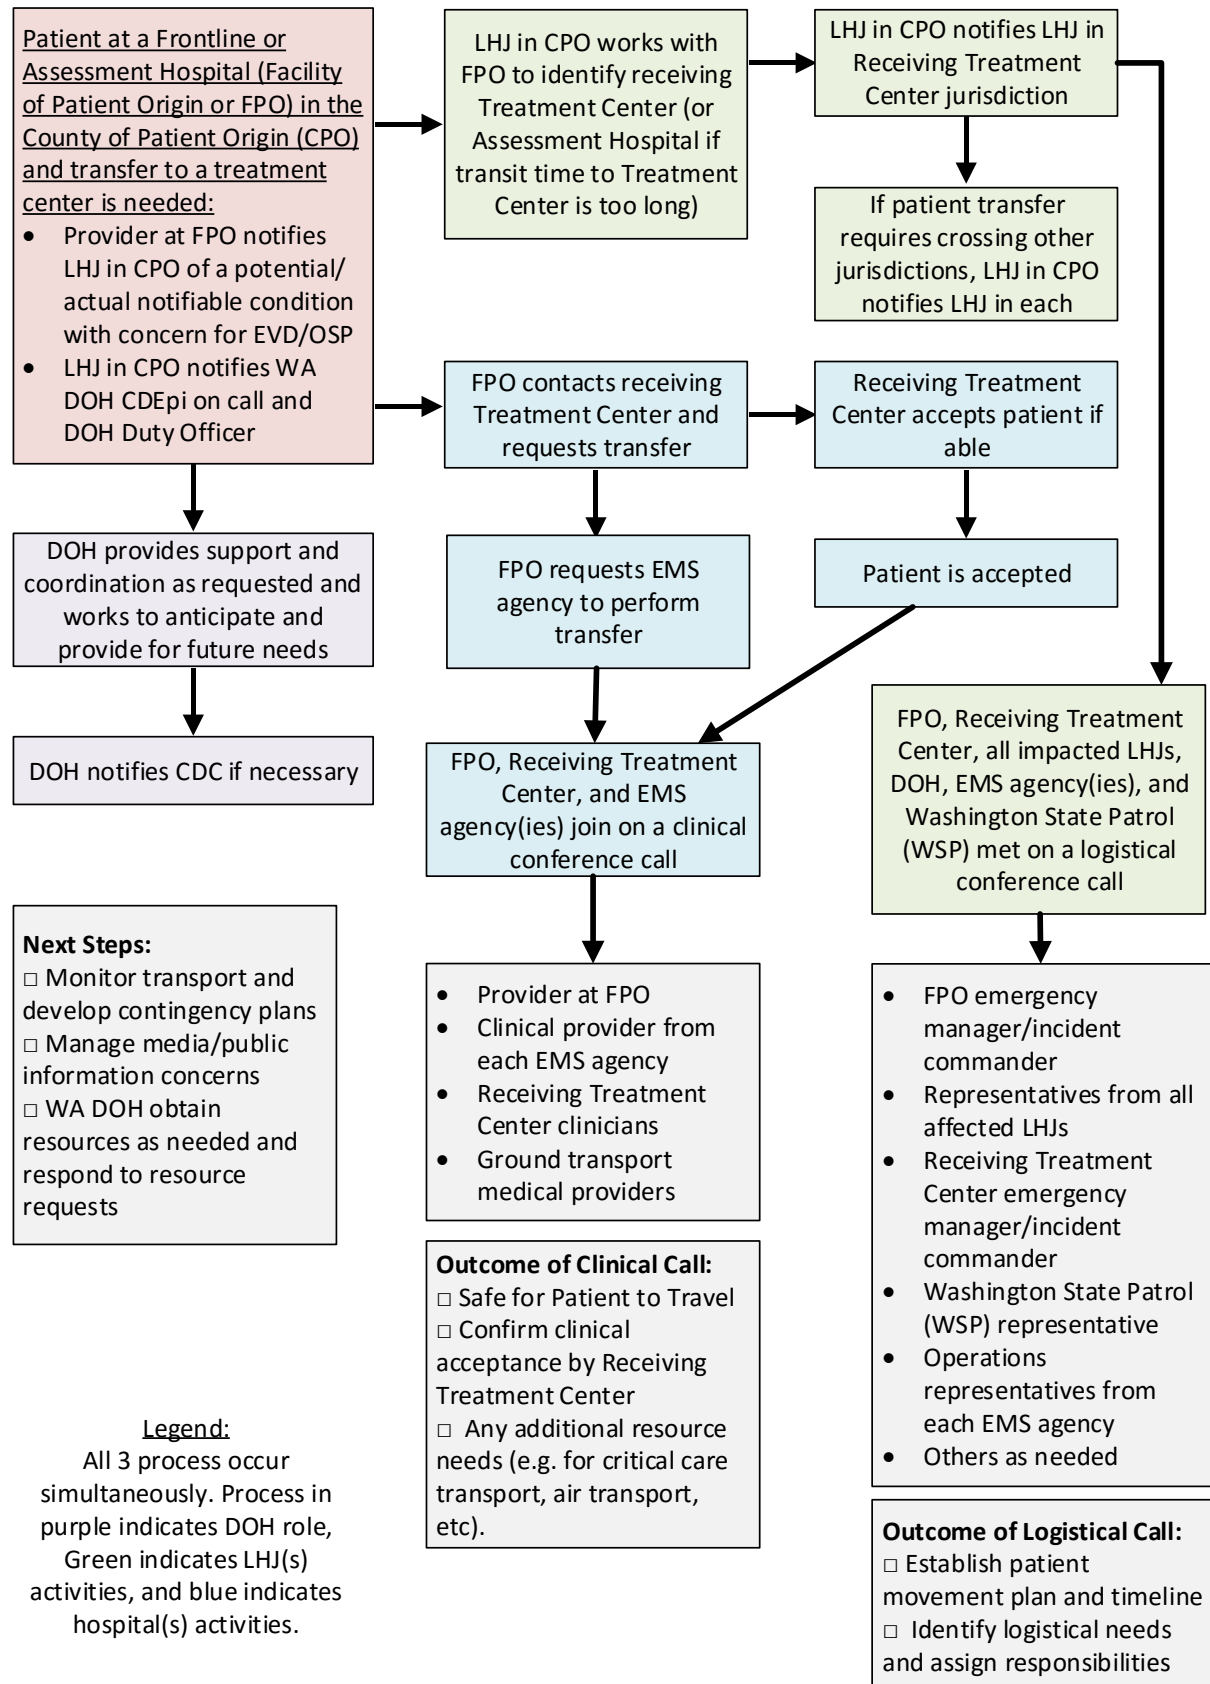 Patient at a Frontline or
Assessment Hospital (Facility
of Patient Origin or FPO) in the
County of Patient Origin (CPO)
and transfer to a treatment
center is needed:
• Provider at FPO notifies
LHJ in CPO of a potential/
actual notifiable condition
with concern for EVD/OSP
• LHJ in CPO notifies WA
DOH CDEpi on call and
DOH Duty Officer
LHJ in CPO works with
FPO to identify receiving
Treatment Center (or
Assessment Hospital if
transit time to Treatment
Center is too long)
LHJ in CPO notifies LHJ in
Receiving Treatment
Center jurisdiction
If patient transfer
requires crossing other
jurisdictions, LHJ in CPO
notifies LHJ in each
FPO contacts receiving
Treatment Center and
requests transfer
Receiving Treatment
Center accepts patient if
able
DOH provides support and
coordination as requested and
works to anticipate and
provide for future needs
FPO requests EMS
agency to perform
transfer
Patient is accepted
DOH notifies CDC if necessary
FPO, Receiving Treatment
Center, and EMS
agency(ies) join on a clinical
conference call
FPO, Receiving Treatment
Center, all impacted LHJs,
DOH, EMS agency(ies), and
Washington State Patrol
(WSP) met on a logistical
conference call
Next Steps:
□ Monitor transport and
develop contingency plans
□ Manage media/public
information concerns
□ WA DOH obtain
resources as needed and
respond to resource
requests
• Provider at FPO
• Clinical provider from
each EMS agency
• Receiving Treatment
Center clinicians
• Ground transport
medical providers
• FPO emergency
manager/incident
commander
• Representatives from all
affected LHJs
• Receiving Treatment
Center emergency
manager/incident
commander
• Washington State Patrol
(WSP) representative
• Operations
representatives from
each EMS agency
• Others as needed
Outcome of Clinical Call:
□ Safe for Patient to Travel
□ Confirm clinical
acceptance by Receiving
Treatment Center
□ Any additional resource
needs (e.g. for critical care
transport, air transport,
etc).
Legend:
All 3 process occur
simultaneously. Process in
purple indicates DOH role,
Green indicates LHJ(s)
activities, and blue indicates
hospital(s) activities.
Outcome of Logistical Call:
□ Establish patient
movement plan and timeline
□ Identify logistical needs
and assign responsibilities